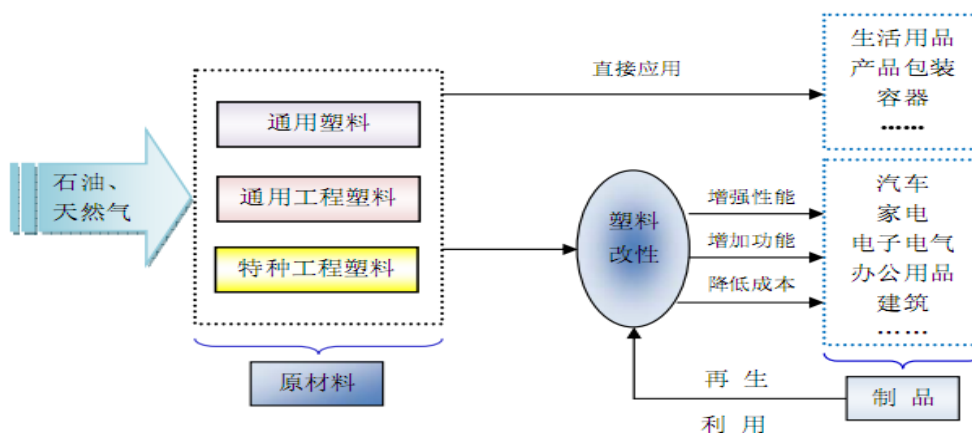 石油、
天然气
通用塑料
通用工程塑料
特种工程塑料
原材料
直接应用
塑料
改性
增强性能
增加功能
降低成本
再 生
利 用
生活用品
产品包装
容器
……
汽车
家电
电子电气
办公用品
建筑
……
制 品